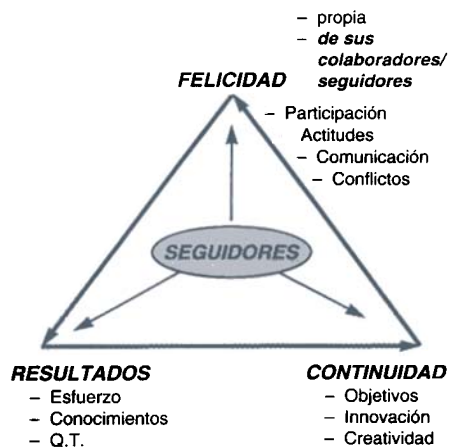 – propia
– de sus
colaboradores/
seguidores
FELICIDAD
– Participación
Actitudes
– Comunicación
– Conflictos
SEGUIDORES
RESULTADOS
– Esfuerzo
– Conocimientos
– Q.T.
CONTINUIDAD
– Objetivos
– Innovación
– Creatividad